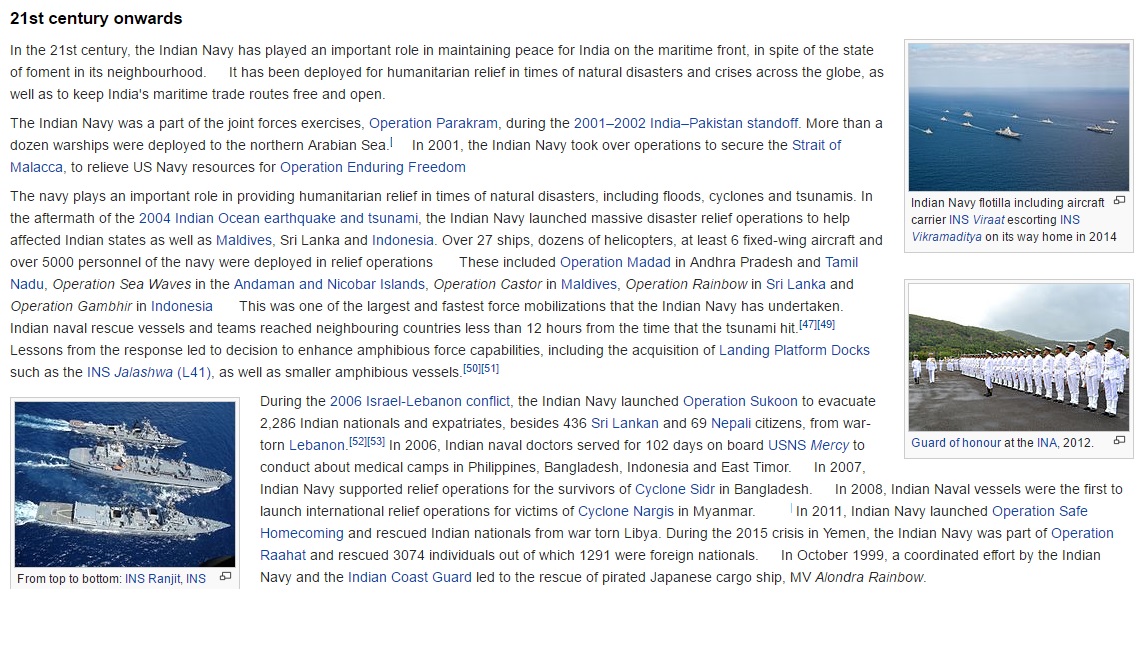 21st century onwards
In the 21st century, the Indian Navy has played an important role in maintaining peace for India on the maritime front, in spite of the state
of foment in its neighbourhood. It has been deployed for humanitarian relief in times of natural disasters and crises across the globe, as
well as to keep India's maritime trade routes free and open.
The Indian Navy was a part of the joint forces exercises, Operation Parakram, during the 2001–2002 India–Pakistan standoff. More than a
dozen warships were deployed to the northern Arabian Sea. In 2001, the Indian Navy took over operations to secure the Strait of
Malacca, to relieve US Navy resources for Operation Enduring Freedom
The navy plays an important role in providing humanitarian relief in times of natural disasters, including floods, cyclones and tsunamis. In
the aftermath of the 2004 Indian Ocean earthquake and tsunami, the Indian Navy launched massive disaster relief operations to help
affected Indian states as well as Maldives, Sri Lanka and Indonesia. Over 27 ships, dozens of helicopters, at least 6 fixed-wing aircraft and
over 5000 personnel of the navy were deployed in relief operations These included Operation Madad in Andhra Pradesh and Tamil
Nadu, Operation Sea Waves in the Andaman and Nicobar Islands, Operation Castor in Maldives, Operation Rainbow in Sri Lanka and
Operation Gambhir in Indonesia This was one of the largest and fastest force mobilizations that the Indian Navy has undertaken.
Indian naval rescue vessels and teams reached neighbouring countries less than 12 hours from the time that the tsunami hit.[47][49]
Lessons from the response led to decision to enhance amphibious force capabilities, including the acquisition of Landing Platform Docks
such as the INS Jalashwa (L41), as well as smaller amphibious vessels.[50][51]
During the 2006 Israel-Lebanon conflict, the Indian Navy launched Operation Sukoon to evacuate
2,286 Indian nationals and expatriates, besides 436 Sri Lankan and 69 Nepali citizens, from war-
torn Lebanon.[52][53] In 2006, Indian naval doctors served for 102 days on board USNS Mercy to
conduct about medical camps in Philippines, Bangladesh, Indonesia and East Timor. In 2007,
Indian Navy supported relief operations for the survivors of Cyclone Sidr in Bangladesh. In 2008, Indian Naval vessels were the first to
launch international relief operations for victims of Cyclone Nargis in Myanmar. In 2011, Indian Navy launched Operation Safe
Homecoming and rescued Indian nationals from war torn Libya. During the 2015 crisis in Yemen, the Indian Navy was part of Operation
Raahat and rescued 3074 individuals out of which 1291 were foreign nationals. In October 1999, a coordinated effort by the Indian
Navy and the Indian Coast Guard led to the rescue of pirated Japanese cargo ship, MV Alondra Rainbow.
Indian Navy flotilla including aircraft
carrier INS Viraat escorting INS
Vikramaditya on its way home in 2014
Guard of honour at the INA, 2012.
From top to bottom: INS Ranjit, INS